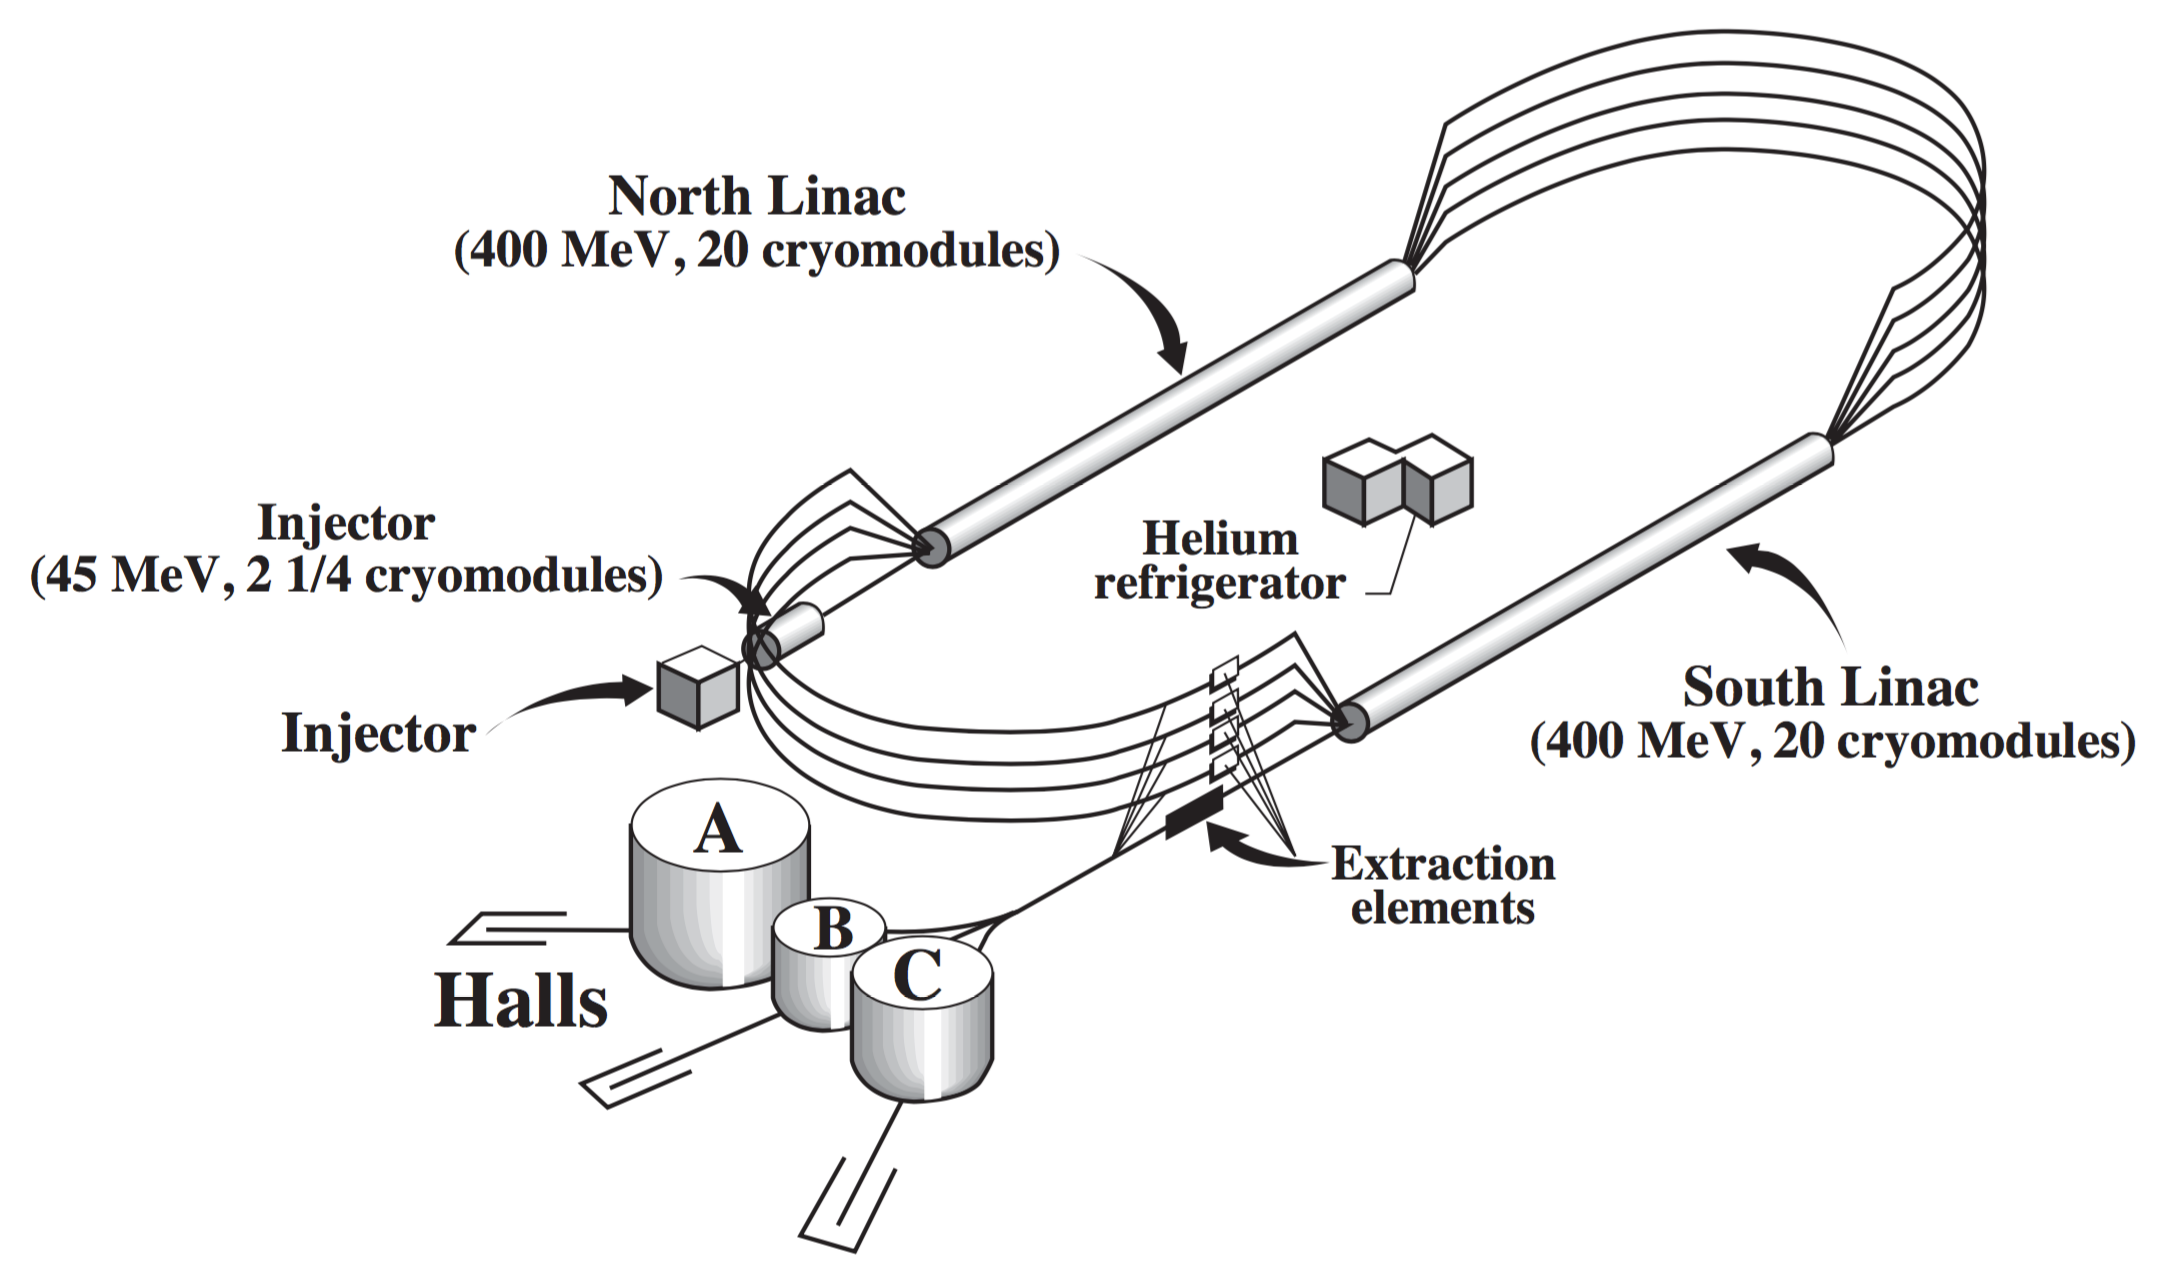 North Linac
(400 MeV, 20 cryomodules)
Injector
(45 MeV, 2 1/4 cryomodules)
Helium
refrigerator
Injector
South Linac
(400 MeV, 20 cryomodules)
A
B
C
Extraction
elements
Halls